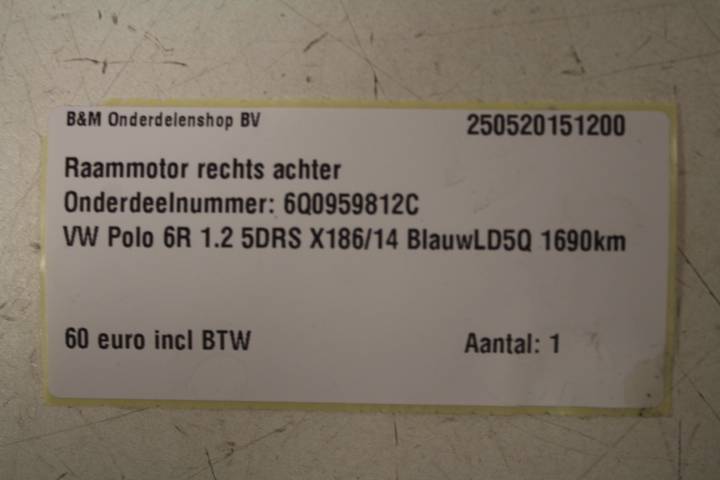 B&M Onderdelenshop BV
250520151200
Raammotor rechts achter
Onderdeelnummer: 6Q0959812C
VW Polo 6R 1.2 5DRS X186/14 BlauwLD5Q 1690km
60 euro incl BTW
Aantal: 1